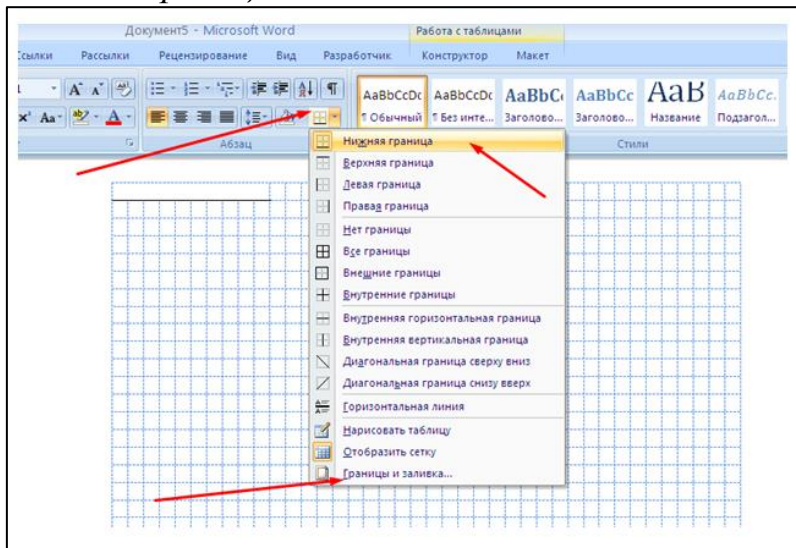 Документ5 - Microsoft Word
Работа с таблицами
Ссылки Рассылки Рецензирование Вид Разработчик Конструктор Макет
AaBbCcDc AaBbCcDc AaBbC AaBbCc АаВ AaBbCc.
¶ Обычный ¶ Без инте... Заголово... Заголово... Название Подзагол...
Абзац Стили
Нижняя граница
Верхняя граница
Левая граница
Правая граница
Нет границы
Все границы
Внешние границы
Внутренние границы
Внутренняя горизонтальная граница
Внутренняя вертикальная граница
Диагональная граница сверху вниз
Диагональная граница снизу вверх
Горизонтальная линия
Нарисовать таблицу
Отобразить сетку
Границы и заливка...